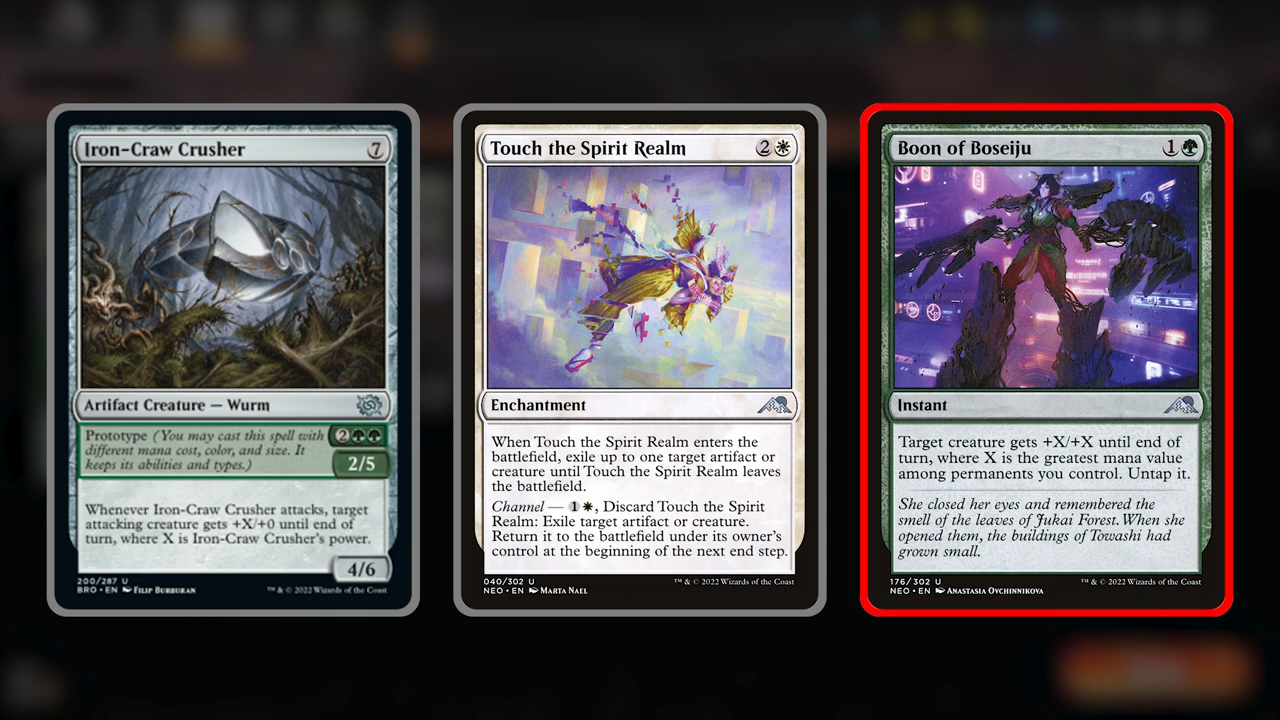 Iron-Craw Crusher 7
Artifact Creature — Wurm
Prototype (You may cast this spell with 2
different mana cost, color, and size. It
keeps its abilities and types.)
2/5
Whenever Iron-Craw Crusher attacks, target
attacking creature gets +X/+0 until end of
turn, where X is Iron-Craw Crusher's power.
4/6
200/287 U
BRO • EN Filip Burburan ™ & © 2022 Wizards of the Coast
Touch the Spirit Realm 2
Enchantment
When Touch the Spirit Realm enters the
battlefield, exile up to one target artifact or
creature until Touch the Spirit Realm leaves
the battlefield.
Channel — 1, Discard Touch the Spirit
Realm: Exile target artifact or creature.
Return it to the battlefield under its owner's
control at the beginning of the next end step.
040/302 U
NEO • EN Marta Nael ™ & © 2022 Wizards of the Coast
Boon of Boseiju 1
Instant
Target creature gets +X/+X until end of
turn, where X is the greatest mana value
among permanents you control. Untap it.
She closed her eyes and remembered the
smell of the leaves of Jukai Forest. When she
opened them, the buildings of Towashi had
grown small.
176/302 U
NEO • EN Anastasia Ovchinnikova ™ & © 2022 Wizards of the Coast